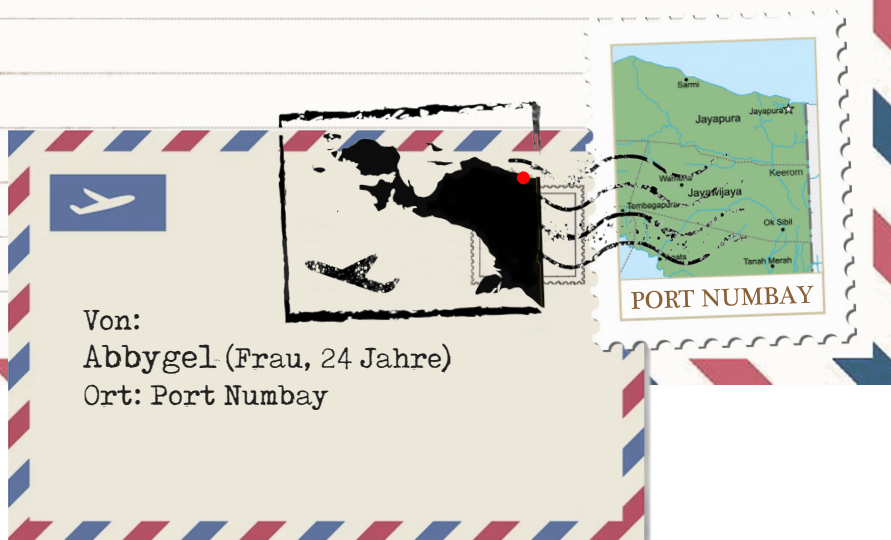 Von:
Abbygel (Frau, 24 Jahre)
Ort: Port Numbay
Sarmi
Jayapura
Jayapura
Keerom
Wamena
Jayawijaya
Tembagapura
Ok Sibil
Tanah Merah
PORT NUMBAY